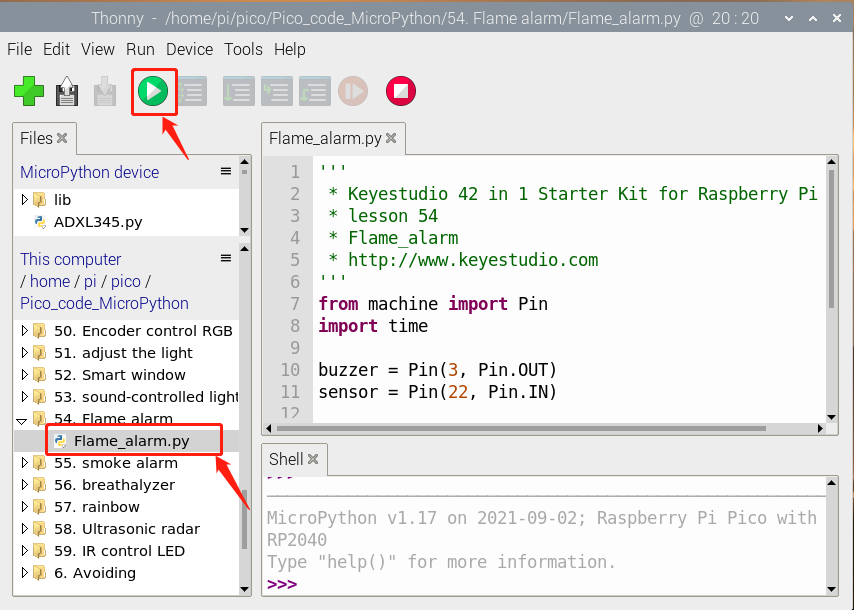 Thonny - /home/pi/pico/Pico_code_MicroPython/54. Flame alarm/Flame_alarm.py @ 20 : 20
File Edit View Run Device Tools Help
Files
MicroPython device
lib
ADXL345.py
This computer
/ home / pi / pico /
Pico_code_MicroPython
50. Encoder control RGB
51. adjust the light
52. Smart window
53. sound-controlled light
54. Flame alarm
Flame_alarm.py
55. smoke alarm
56. breathalyzer
57. rainbow
58. Ultrasonic radar
59. IR control LED
6. Avoiding
Flame_alarm.py
1 '''
2 * Keyestudio 42 in 1 Starter Kit for Raspberry Pi
3 * lesson 54
4 * Flame_alarm
5 * http://www.keyestudio.com
6 '''
7 from machine import Pin
8 import time
9
10 buzzer = Pin(3, Pin.OUT)
11 sensor = Pin(22, Pin.IN)
12
Shell
>>>
MicroPython v1.17 on 2021-09-02; Raspberry Pi Pico with
RP2040
Type "help()" for more information.
>>>